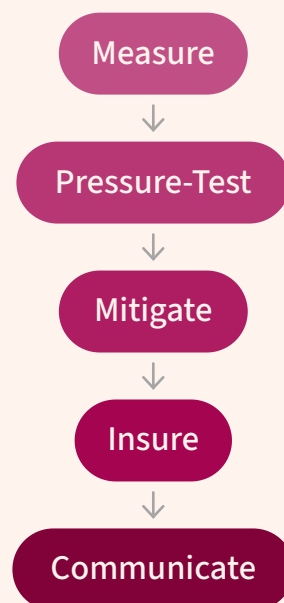 Measure
Pressure-Test
Mitigate
Insure
Communicate